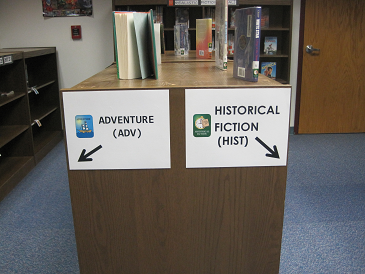 ADVENTURE
(ADV)
HISTORICAL
FICTION
(HIST)